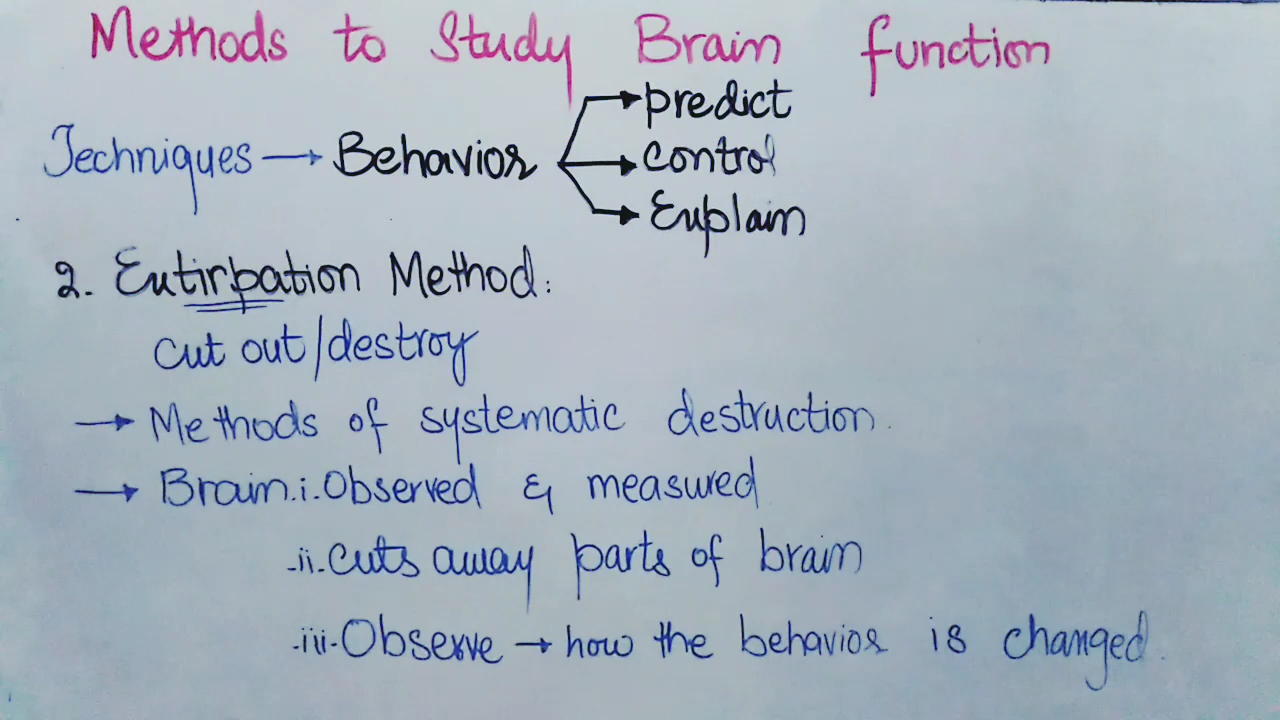 Methods to Study Brain function
predict
Techniques → Behavior
control
Explain
2. Extirpation Method:
cut out/destroy
→ Methods of systematic destruction.
→ Brain.i.Observed & measured
.ii.cuts away parts of brain
.iii.Observe → how the behavior is changed.